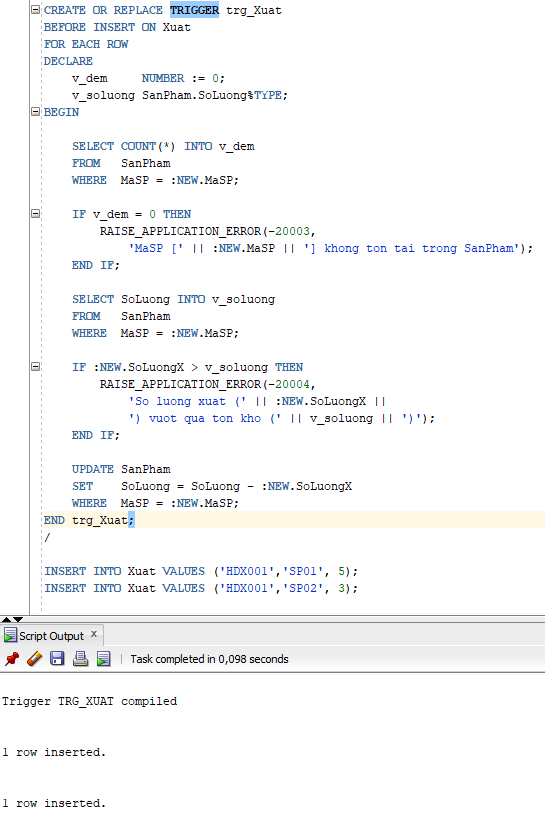 CREATE OR REPLACE TRIGGER trg_Xuat
BEFORE INSERT ON Xuat
FOR EACH ROW
DECLARE
    v_dem     NUMBER := 0;
    v_soluong SanPham.SoLuong%TYPE;
BEGIN
    SELECT COUNT(*) INTO v_dem
    FROM   SanPham
    WHERE  MaSP = :NEW.MaSP;
    IF v_dem = 0 THEN
        RAISE_APPLICATION_ERROR(-20003,
            'MaSP [' || :NEW.MaSP || '] khong ton tai trong SanPham');
    END IF;
    SELECT SoLuong INTO v_soluong
    FROM   SanPham
    WHERE  MaSP = :NEW.MaSP;
    IF :NEW.SoLuongX > v_soluong THEN
        RAISE_APPLICATION_ERROR(-20004,
            'So luong xuat (' || :NEW.SoLuongX ||
            ') vuot qua ton kho (' || v_soluong || ')');
    END IF;
    UPDATE SanPham
    SET    SoLuong = SoLuong - :NEW.SoLuongX
    WHERE  MaSP = :NEW.MaSP;
END trg_Xuat;
/
INSERT INTO Xuat VALUES ('HDX001','SP01', 5);
INSERT INTO Xuat VALUES ('HDX001','SP02', 3);
Script Output x
Task completed in 0,098 seconds
Trigger TRG_XUAT compiled
1 row inserted.
1 row inserted.